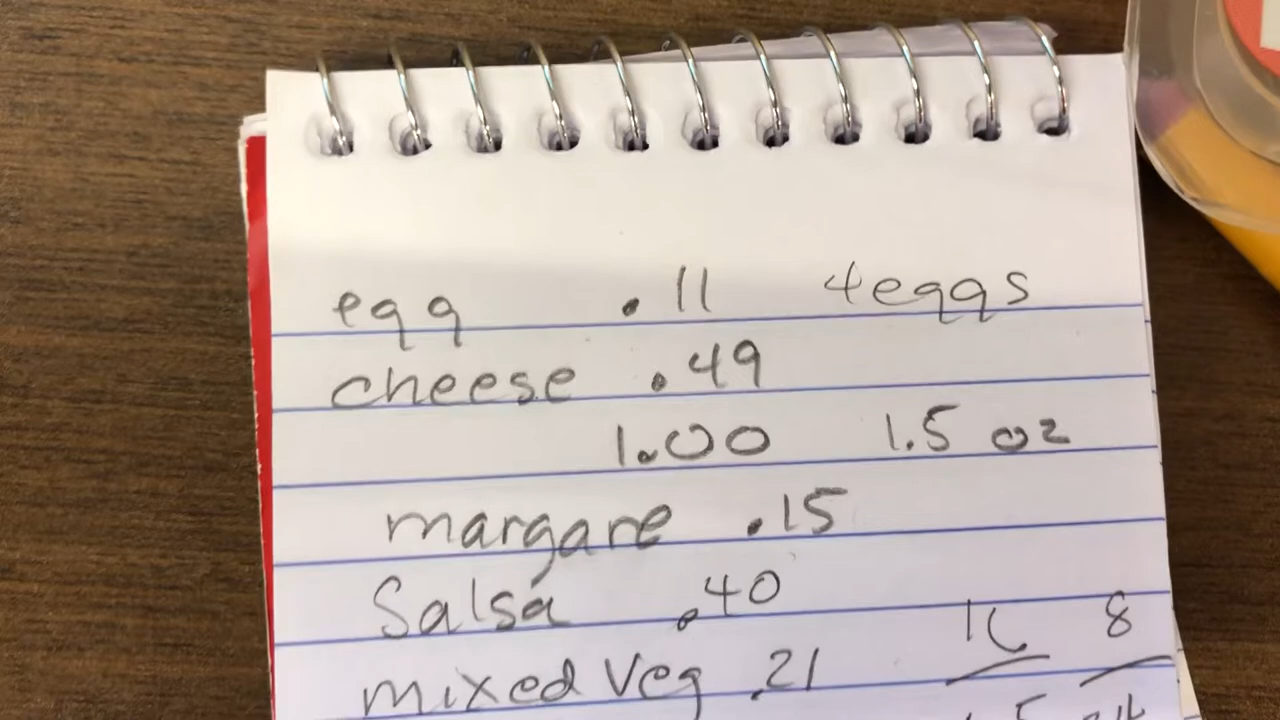 egg .11 4eggs
cheese .49
1.00 1.5 oz
margare .15
Salsa .40
16 8
mixed Veg .21